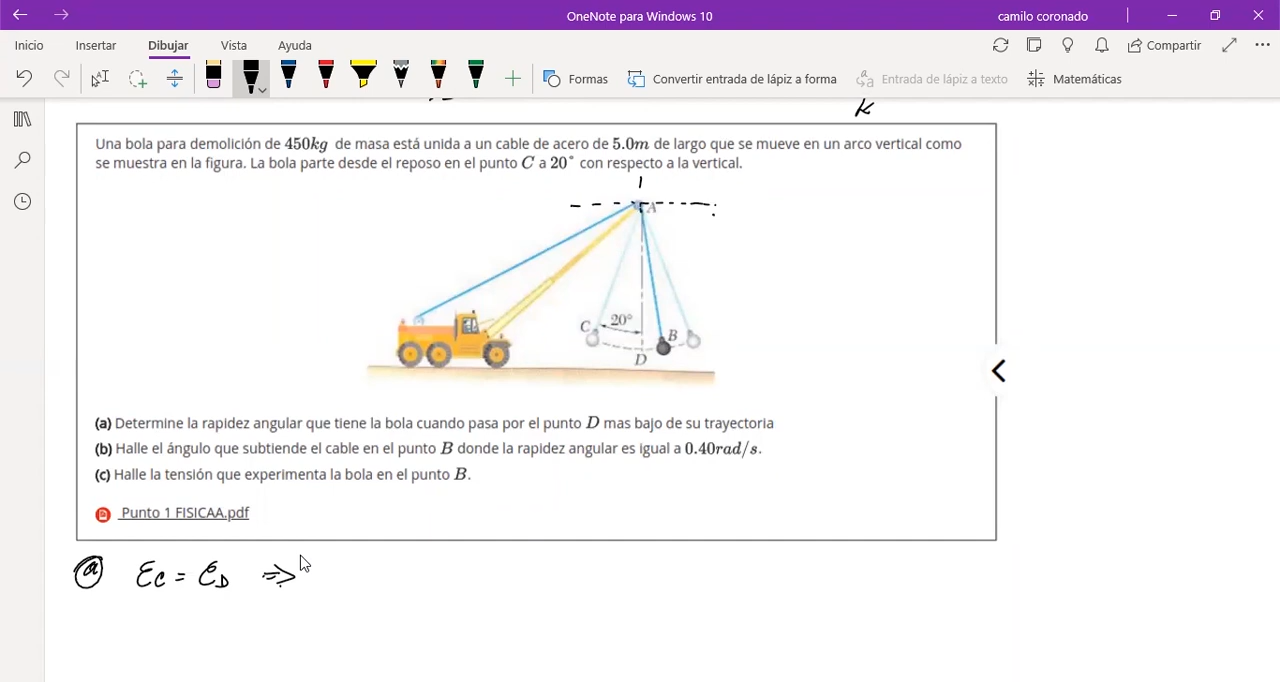 OneNote para Windows 10
camilo coronado
Inicio Insertar Dibujar Vista Ayuda
Compartir
Formas Convertir entrada de lápiz a forma Entrada de lápiz a texto Matemáticas
k
Una bola para demolición de 450kg de masa está unida a un cable de acero de 5.0m de largo que se mueve en un arco vertical como
se muestra en la figura. La bola parte desde el reposo en el punto C a 20° con respecto a la vertical.
A
C 20° B
D
(a) Determine la rapidez angular que tiene la bola cuando pasa por el punto D mas bajo de su trayectoria
(b) Halle el ángulo que subtiende el cable en el punto B donde la rapidez angular es igual a 0.40rad/s.
(c) Halle la tensión que experimenta la bola en el punto B.
Punto 1 FISICAA.pdf
a EC = ED =>